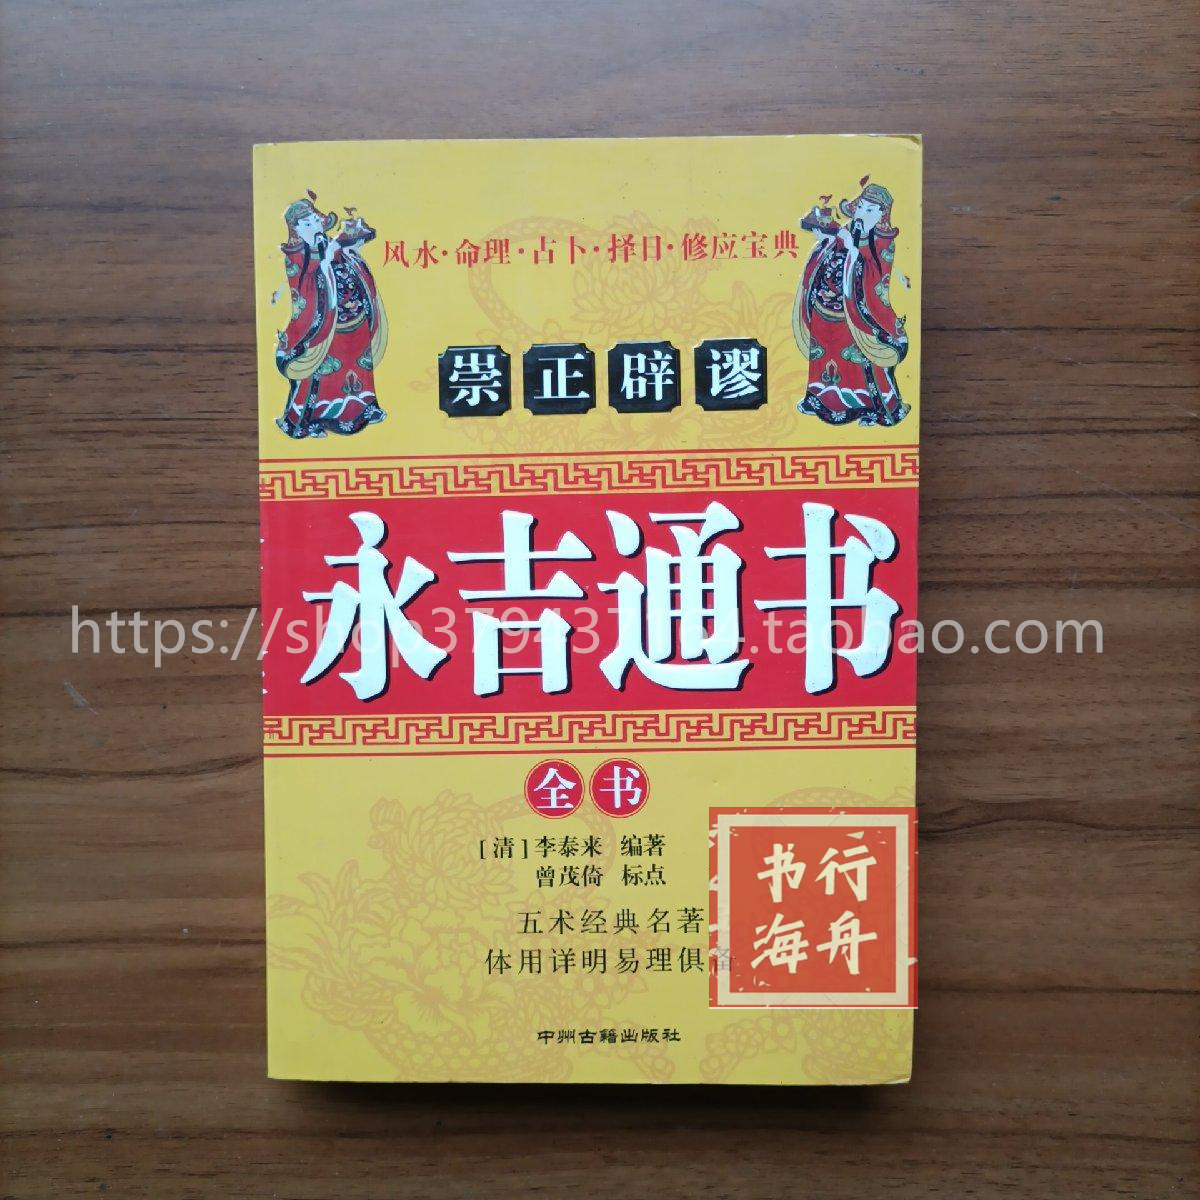 风水·命理·占卜·择日·修应宝典
崇正辟谬
永吉通书
https://shop379437
.taobao.com
全书
[清]李泰来 编著
曾茂倚 标点
五术经典名著
体用详明易理俱备
书行
海舟
中州古籍出版社